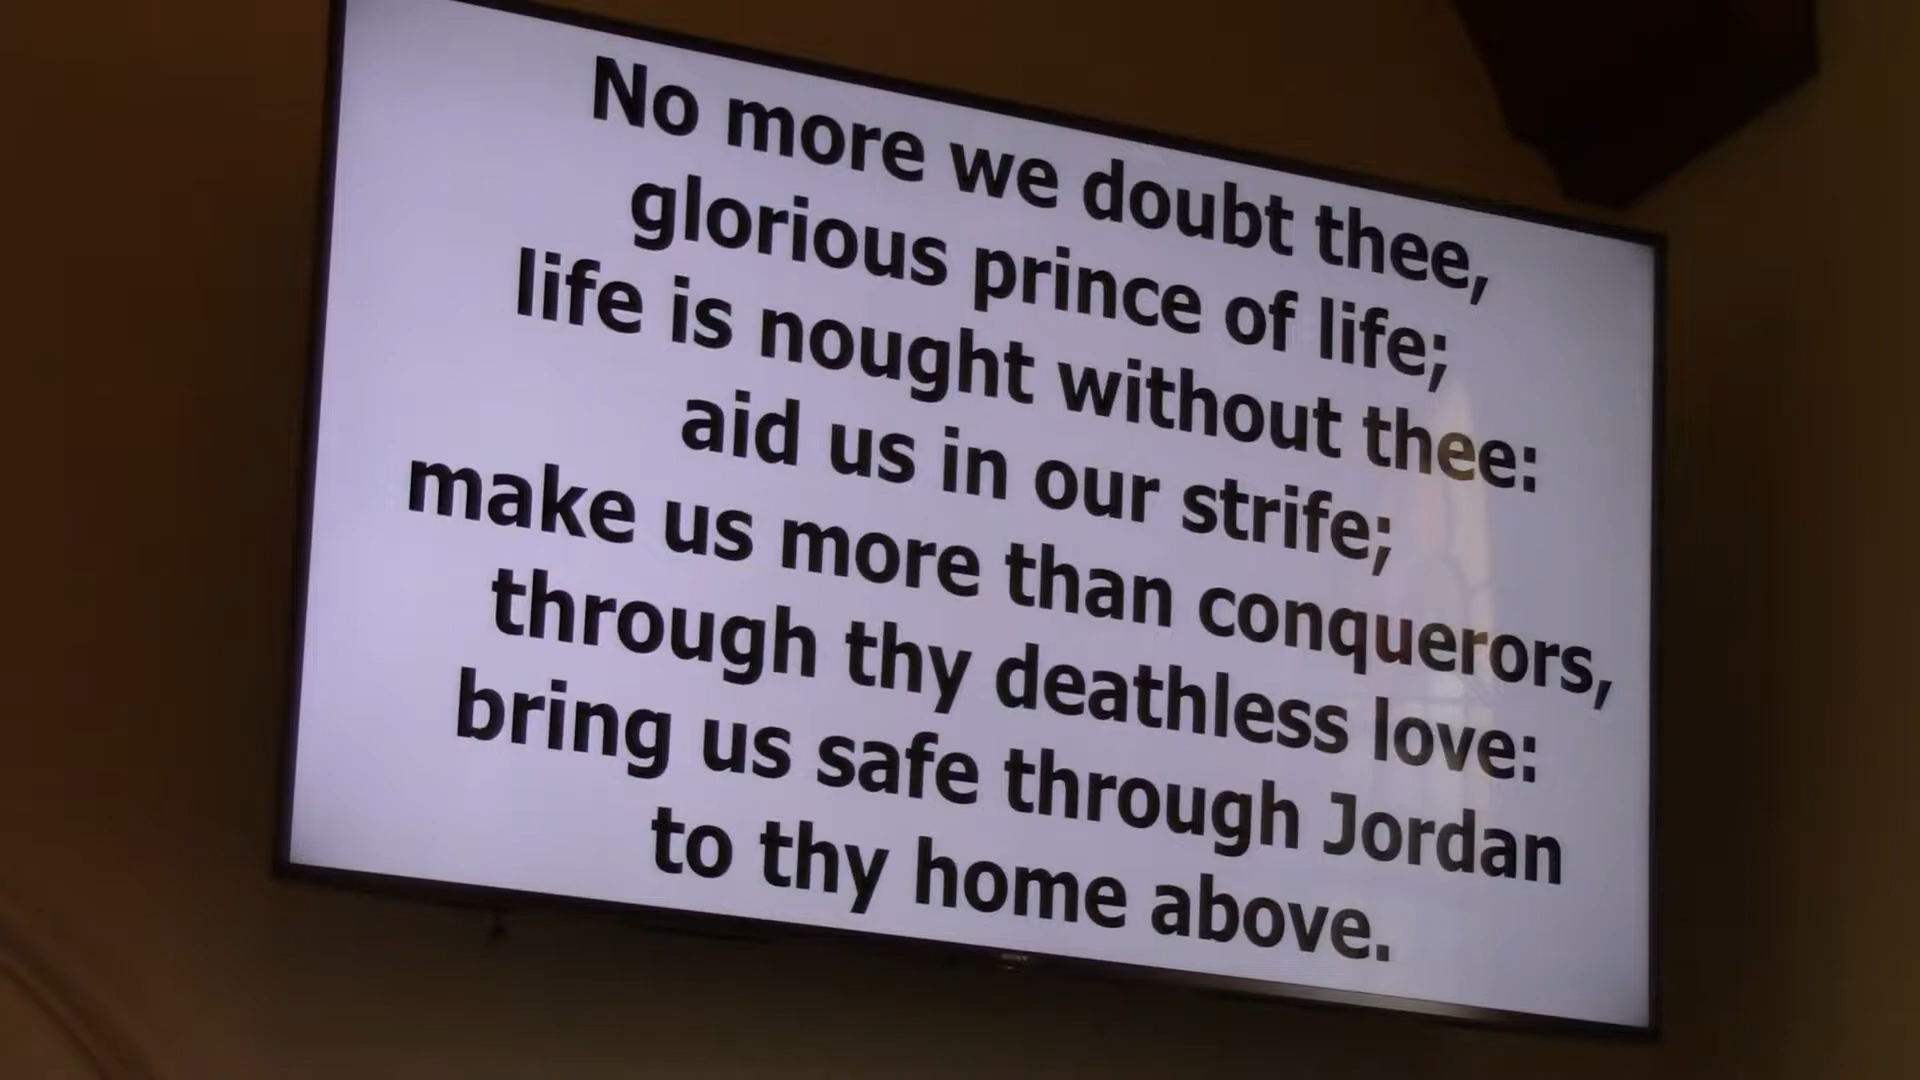 No more we doubt thee,
glorious prince of life;
life is nought without thee:
aid us in our strife;
make us more than conquerors,
through thy deathless love:
bring us safe through Jordan
to thy home above.